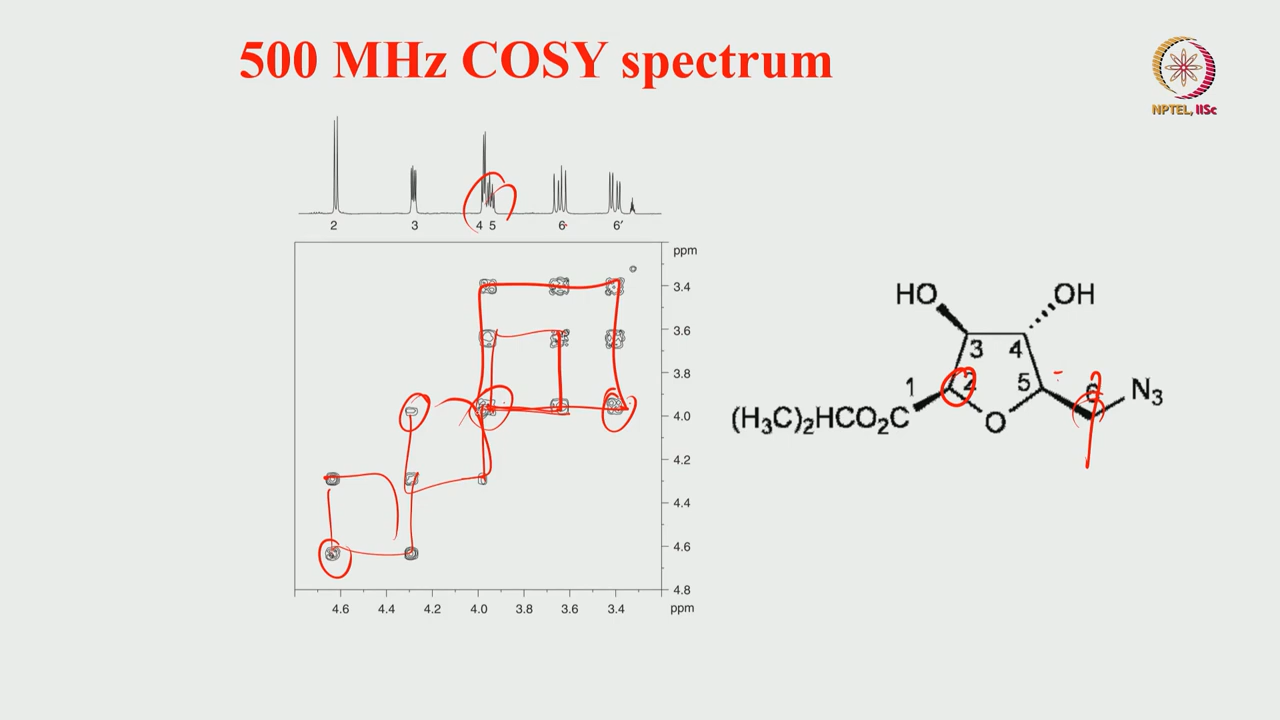 500 MHz COSY spectrum
NPTEL, IISc
2 3 4 5 6 6′
ppm
3.4
3.6
3.8
4.0
4.2
4.4
4.6
4.8
4.6 4.4 4.2 4.0 3.8 3.6 3.4 ppm
HO OH
3 4
1 2 5 6 N3
(H3C)2HCO2C O